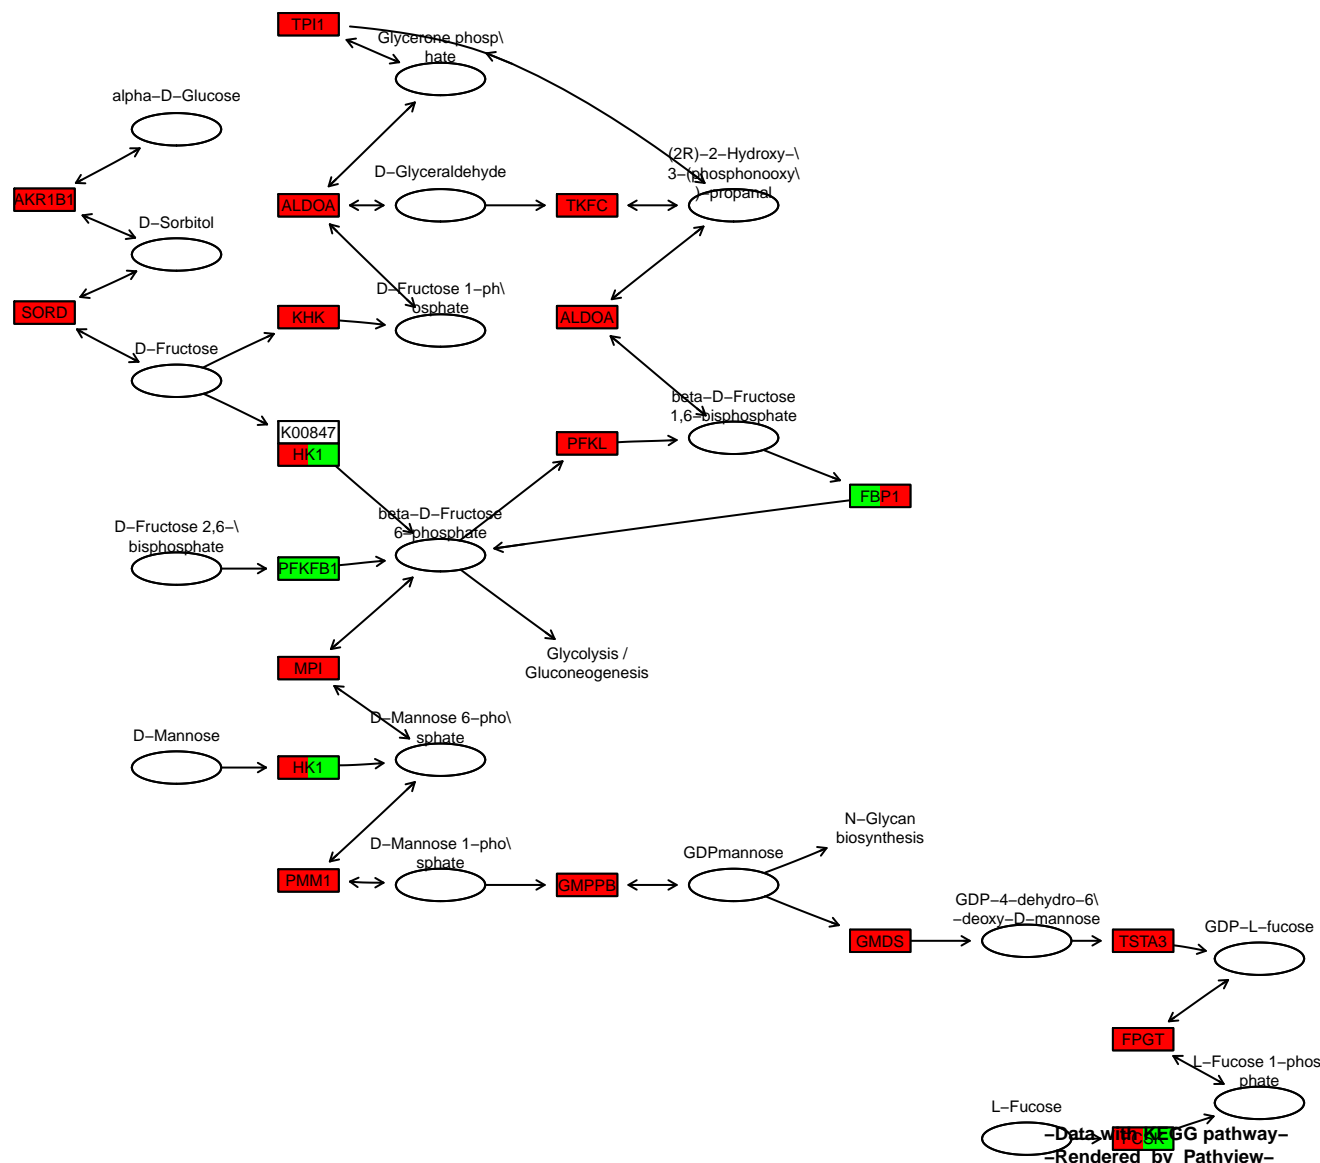 TPI1
Glycerone phosp\
hate
alpha-D-Glucose
(2R)-2-Hydroxy-\
3-(phosphonooxy\
)-propanal
D-Glyceraldehyde
AKR1B1
ALDOA
TKFC
D-Sorbitol
D-Fructose 1-ph\
osphate
SORD
KHK
ALDOA
D-Fructose
beta-D-Fructose
1,6-bisphosphate
K00847
HK1
PFKL
FBP1
beta-D-Fructose
6-phosphate
D-Fructose 2,6-\
bisphosphate
PFKFB1
Glycolysis /
Gluconeogenesis
MPI
D-Mannose 6-pho\
sphate
D-Mannose
HK1
N-Glycan
biosynthesis
D-Mannose 1-pho\
sphate
GDPmannose
PMM1
GMPPB
GDP-4-dehydro-6\
-deoxy-D-mannose
GDP-L-fucose
GMDS
TSTA3
FPGT
L-Fucose 1-phos
phate
L-Fucose
FCSK
-Data with KEGG pathway-
-Rendered by Pathview-